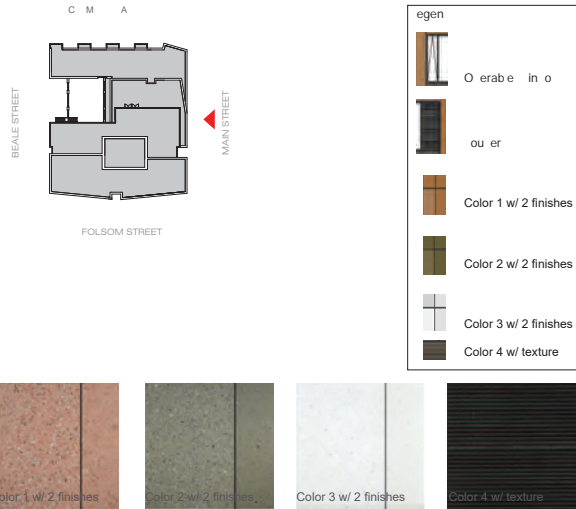 C M A
BEALE STREET
MAIN STREET
FOLSOM STREET
egen
O erab e in o
ou er
Color 1 w/ 2 finishes
Color 2 w/ 2 finishes
Color 3 w/ 2 finishes
Color 4 w/ texture
olor 1 w/ 2 finishes
Color 2 w/ 2 finishes
Color 3 w/ 2 finishes
Color 4 w/ texture